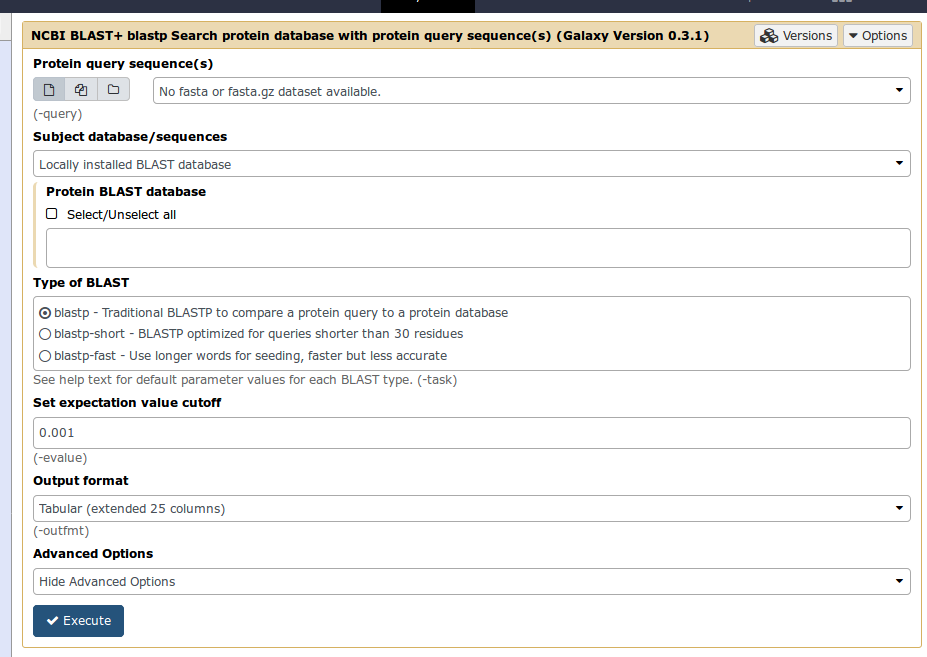 NCBI BLAST+ blastp Search protein database with protein query sequence(s) (Galaxy Version 0.3.1) Versions Options
Protein query sequence(s)
No fasta or fasta.gz dataset available.
(-query)
Subject database/sequences
Locally installed BLAST database
Protein BLAST database
Select/Unselect all
Type of BLAST
blastp - Traditional BLASTP to compare a protein query to a protein database
blastp-short - BLASTP optimized for queries shorter than 30 residues
blastp-fast - Use longer words for seeding, faster but less accurate
See help text for default parameter values for each BLAST type. (-task)
Set expectation value cutoff
0.001
(-evalue)
Output format
Tabular (extended 25 columns)
(-outfmt)
Advanced Options
Hide Advanced Options
Execute